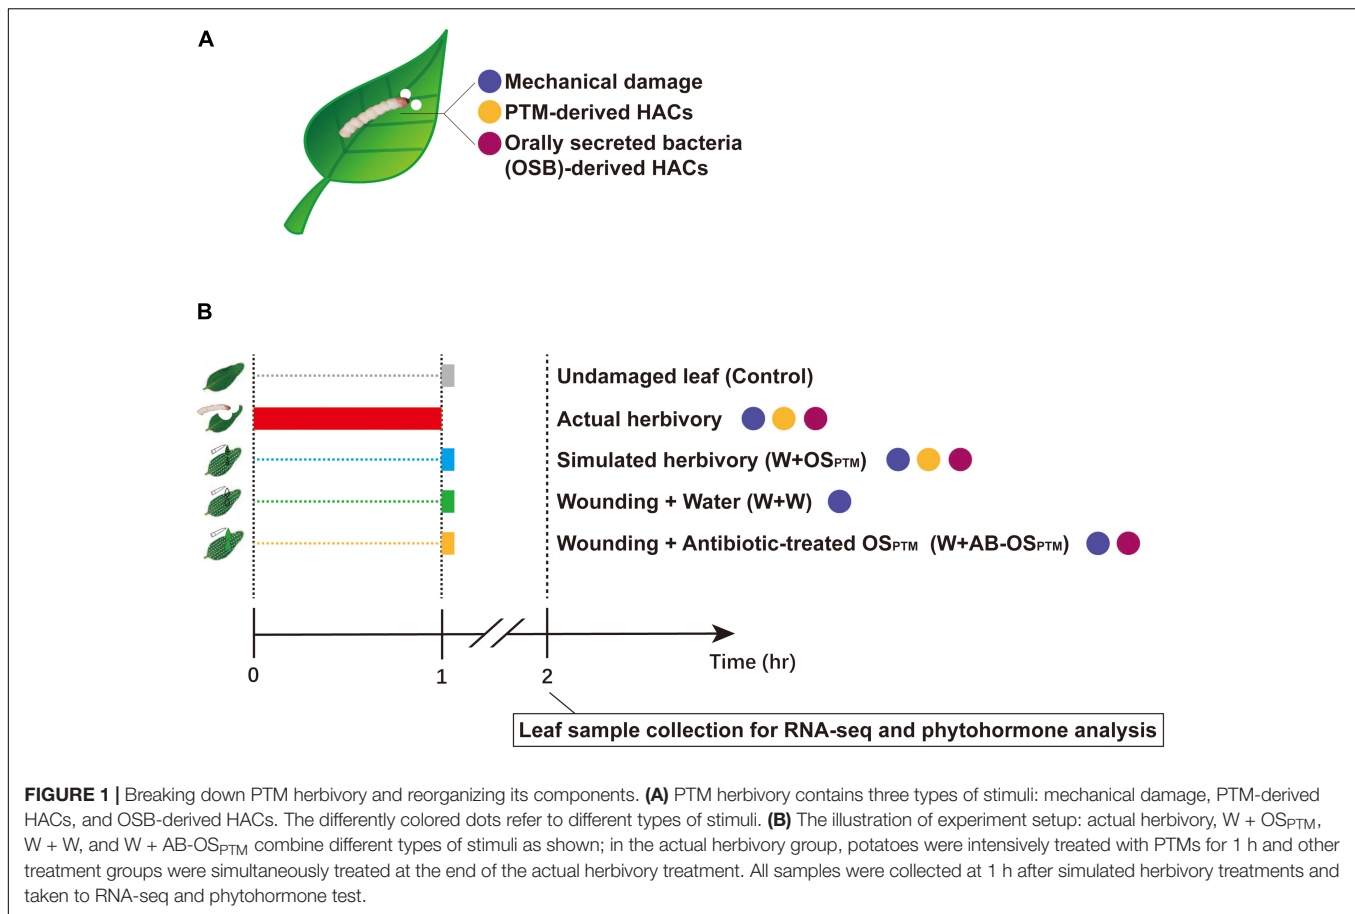 A
Mechanical damage
PTM-derived HACs
Orally secreted bacteria
(OSB)-derived HACs
B
Undamaged leaf (Control)
Actual herbivory
Simulated herbivory (W+OSPTM)
Wounding + Water (W+W)
Wounding + Antibiotic-treated OSPTM (W+AB-OSPTM)
0
1
2
Time (hr)
Leaf sample collection for RNA-seq and phytohormone analysis
FIGURE 1 | Breaking down PTM herbivory and reorganizing its components. (A) PTM herbivory contains three types of stimuli: mechanical damage, PTM-derived
HACs, and OSB-derived HACs. The differently colored dots refer to different types of stimuli. (B) The illustration of experiment setup: actual herbivory, W + OSPTM,
W + W, and W + AB-OSPTM combine different types of stimuli as shown; in the actual herbivory group, potatoes were intensively treated with PTMs for 1 h and other
treatment groups were simultaneously treated at the end of the actual herbivory treatment. All samples were collected at 1 h after simulated herbivory treatments and
taken to RNA-seq and phytohormone test.